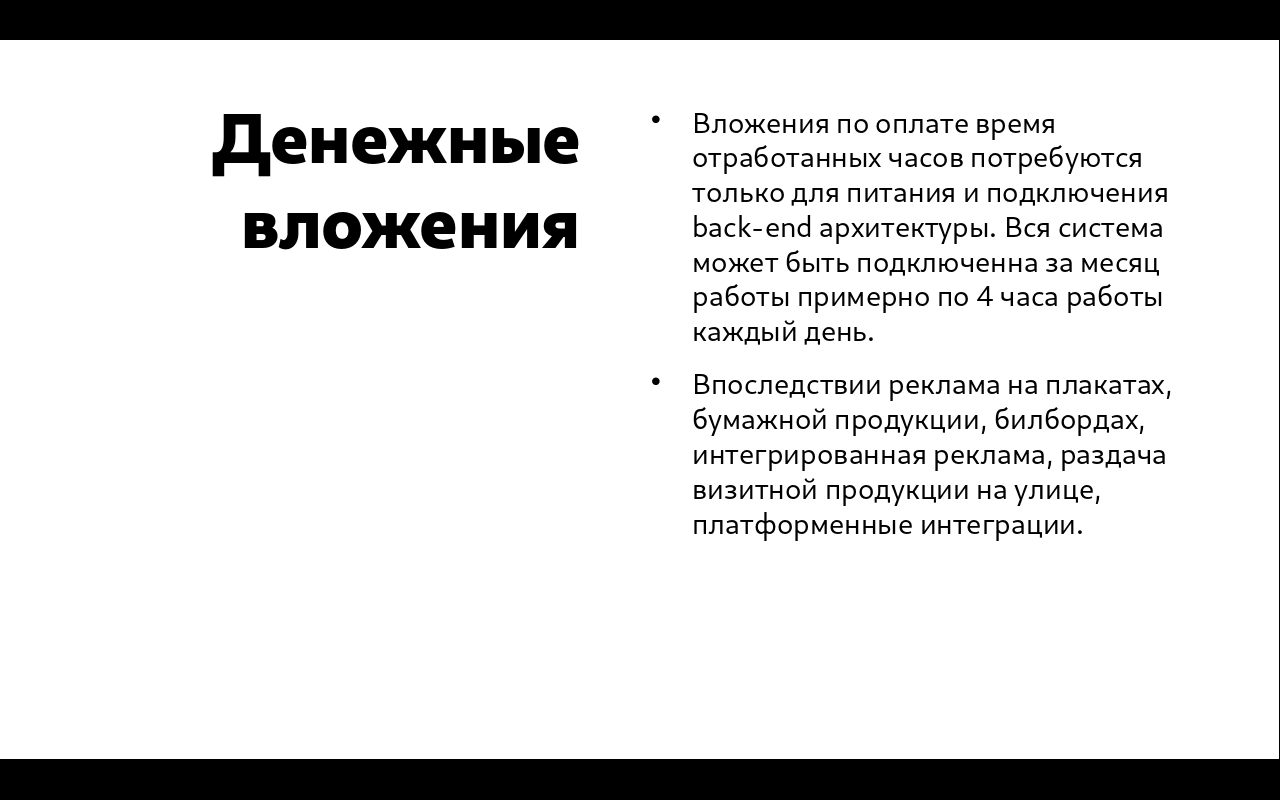 Денежные
вложения
• Вложения по оплате время
отработанных часов потребуются
только для питания и подключения
back-end архитектуры. Вся система
может быть подключенна за месяц
работы примерно по 4 часа работы
каждый день.
• Впоследствии реклама на плакатах,
бумажной продукции, билбордах,
интегрированная реклама, раздача
визитной продукции на улице,
платформенные интеграции.